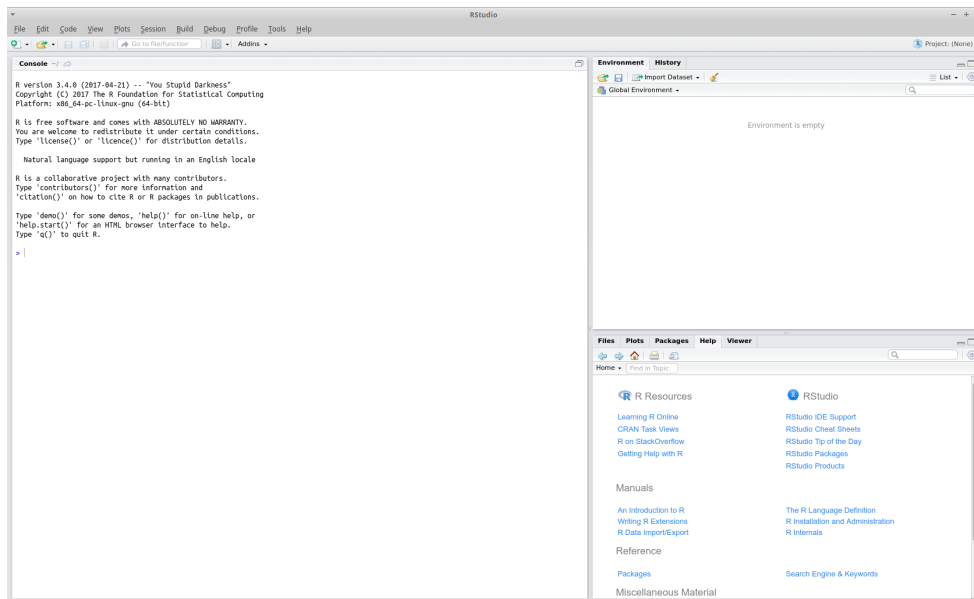 RStudio
File Edit Code View Plots Session Build Debug Profile Tools Help
Go to file/function Addins Project: (None)
Console ~/
R version 3.4.0 (2017-04-21) -- "You Stupid Darkness"
Copyright (C) 2017 The R Foundation for Statistical Computing
Platform: x86_64-pc-linux-gnu (64-bit)
R is free software and comes with ABSOLUTELY NO WARRANTY.
You are welcome to redistribute it under certain conditions.
Type 'license()' or 'licence()' for distribution details.
Natural language support but running in an English locale
R is a collaborative project with many contributors.
Type 'contributors()' for more information and
'citation()' on how to cite R or R packages in publications.
Type 'demo()' for some demos, 'help()' for on-line help, or
'help.start()' for an HTML browser interface to help.
Type 'q()' to quit R.
>
Environment History
Import Dataset List
Global Environment
Environment is empty
Files Plots Packages Help Viewer
Home Find in Topic
R Resources
Learning R Online
CRAN Task Views
R on StackOverflow
Getting Help with R
RStudio
RStudio IDE Support
RStudio Cheat Sheets
RStudio Tip of the Day
RStudio Packages
RStudio Products
Manuals
An Introduction to R
Writing R Extensions
R Data Import/Export
The R Language Definition
R Installation and Administration
R Internals
Reference
Packages
Search Engine & Keywords
Miscellaneous Material